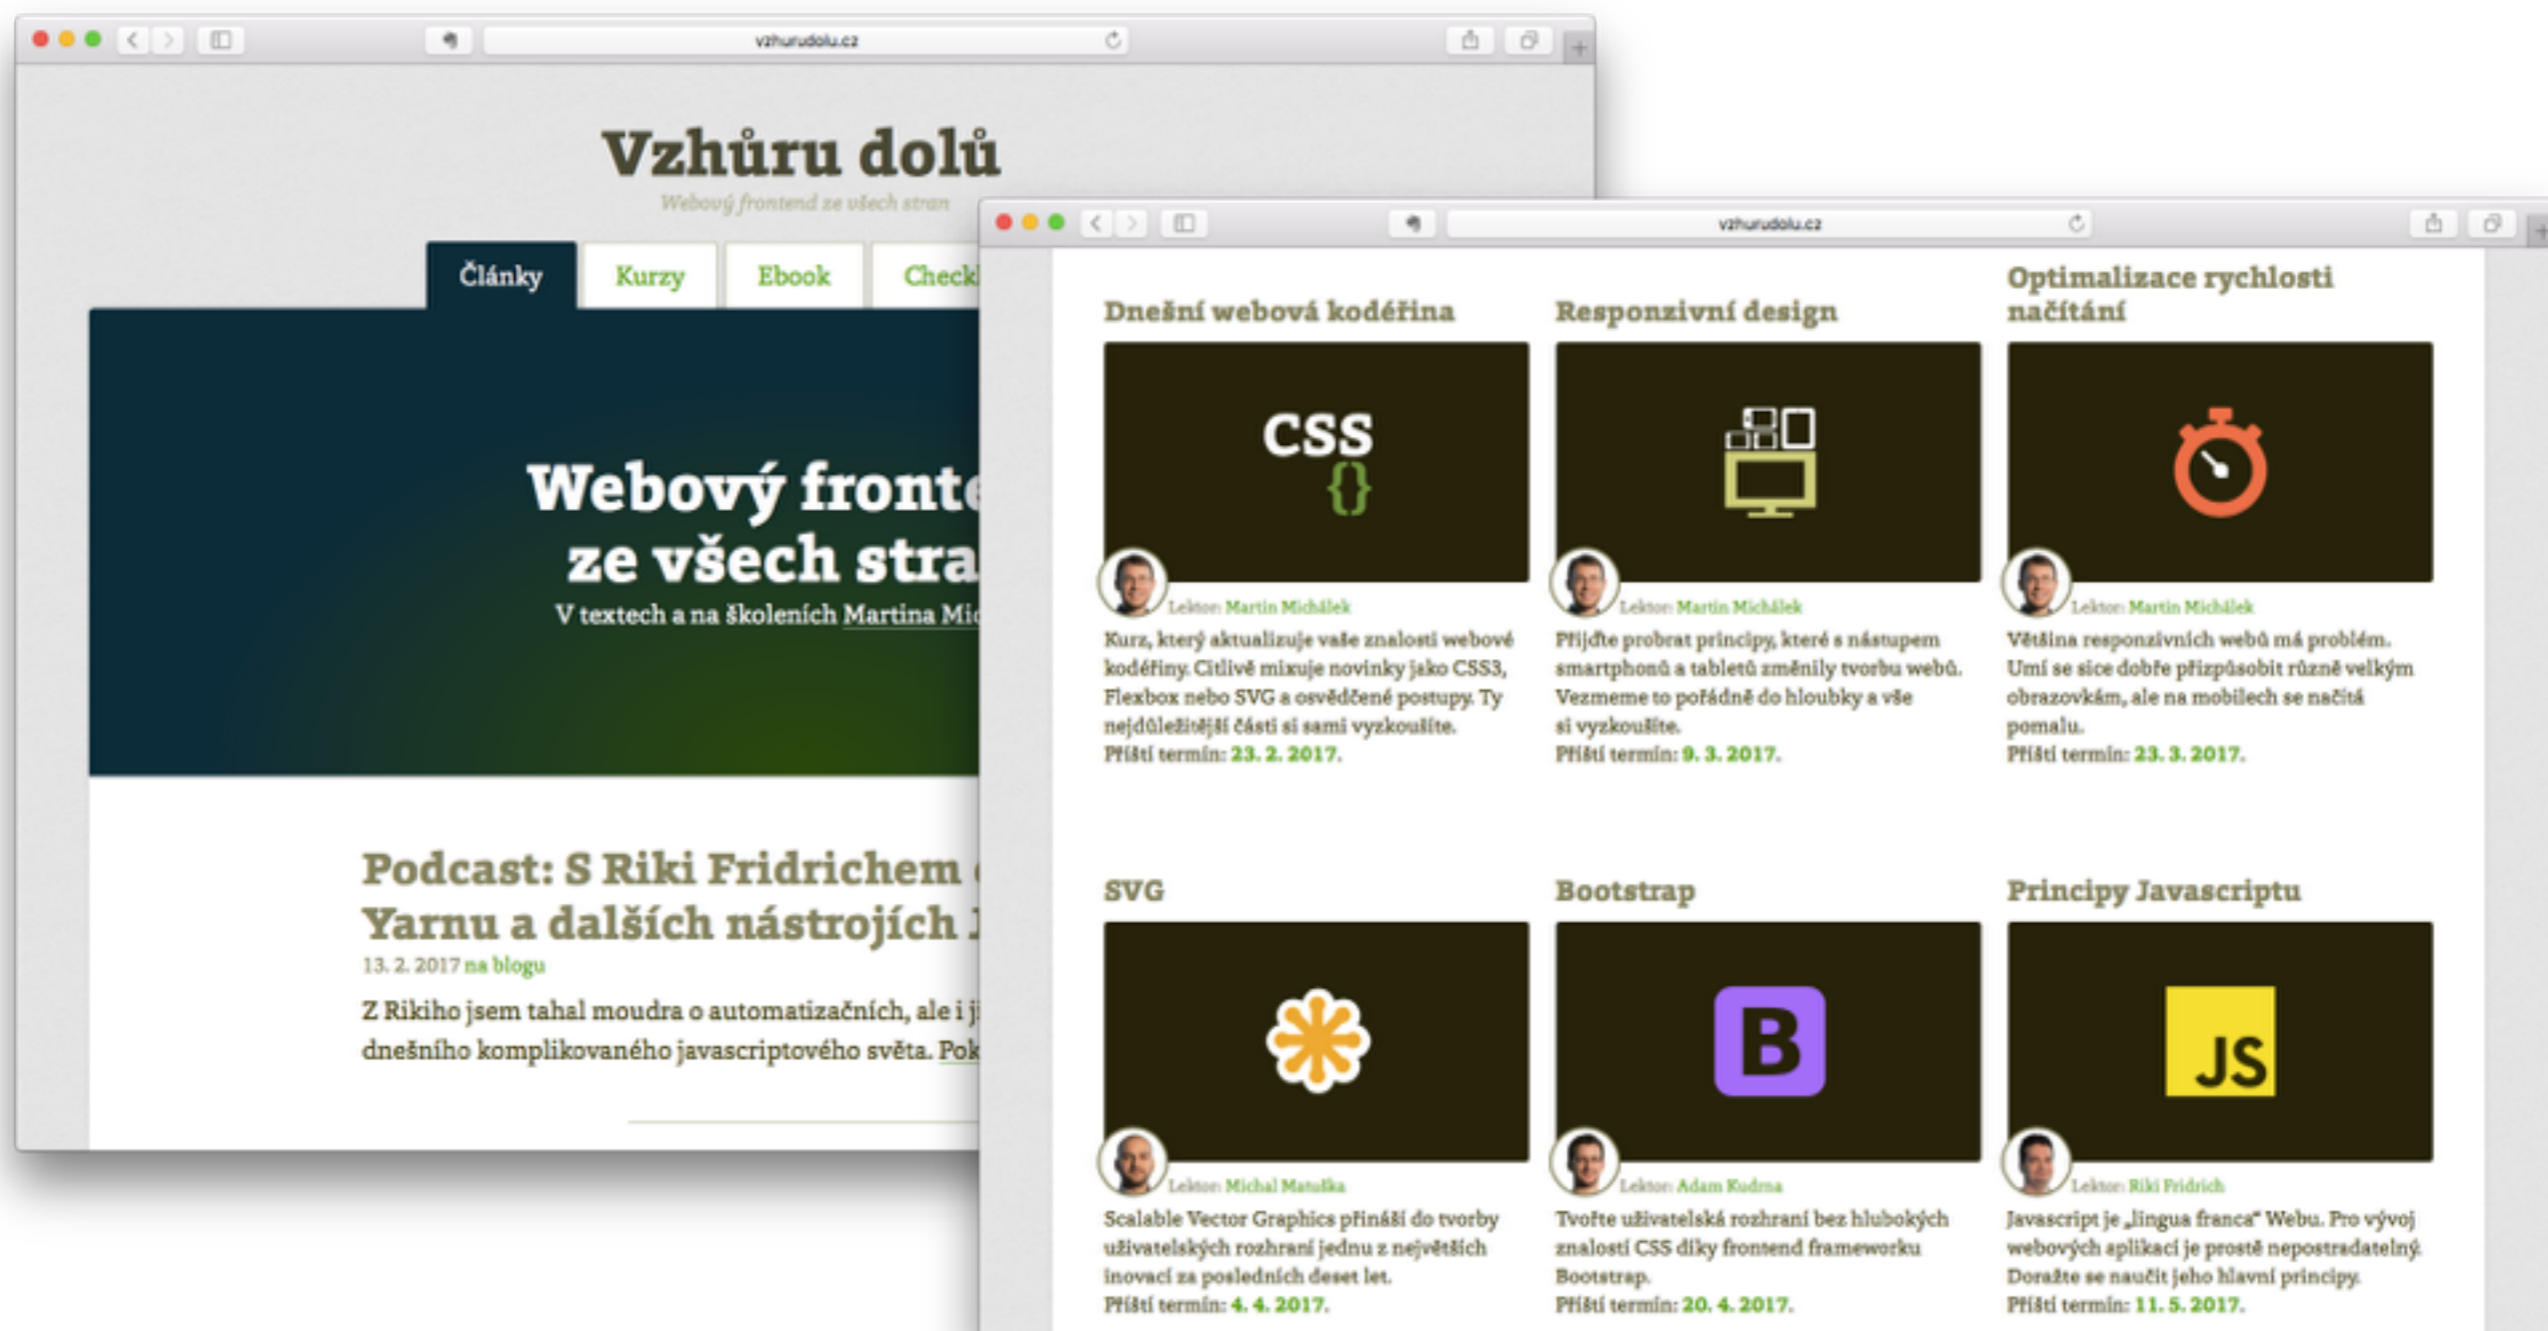 vzhurudolu.cz
Vzhůru dolů
Webový frontend ze všech stran
Články
Kurzy
Ebook
Check
Webový fronte
ze všech stra
V textech a na školeních Martina Mic
Podcast: S Riki Fridrichem
Yarnu a dalších nástrojích J
13. 2. 2017 na blogu
Z Rikiho jsem tahal moudra o automatizačních, ale i j
dnešního komplikovaného javascriptového světa. Pok
vzhurudolu.cz
Dnešní webová kodéřina
CSS
{}
Lektor: Martin Michálek
Kurz, který aktualizuje vaše znalosti webové
kodéřiny. Citlivě mixuje novinky jako CSS3,
Flexbox nebo SVG a osvědčené postupy. Ty
nejdůležitější části si sami vyzkoušíte.
Příští termín: 23. 2. 2017.
Responzivní design
Lektor: Martin Michálek
Přijďte probrat principy, které s nástupem
smartphonů a tabletů změnily tvorbu webů.
Vezmeme to pořádně do hloubky a vše
si vyzkoušíte.
Příští termín: 9. 3. 2017.
Optimalizace rychlosti
načítání
Lektor: Martin Michálek
Většina responzivních webů má problém.
Umí se sice dobře přizpůsobit různě velkým
obrazovkám, ale na mobilech se načítá
pomalu.
Příští termín: 23. 3. 2017.
SVG
Lektor: Michal Matuška
Scalable Vector Graphics přináší do tvorby
uživatelských rozhraní jednu z největších
inovací za posledních deset let.
Příští termín: 4. 4. 2017.
Bootstrap
B
Lektor: Adam Kudrna
Tvořte uživatelská rozhraní bez hlubokých
znalostí CSS díky frontend frameworku
Bootstrap.
Příští termín: 20. 4. 2017.
Principy Javascriptu
JS
Lektor: Riki Fridrich
Javascript je „lingua franca“ Webu. Pro vývoj
webových aplikací je prostě nepostradatelný.
Doražte se naučit jeho hlavní principy.
Příští termín: 11. 5. 2017.